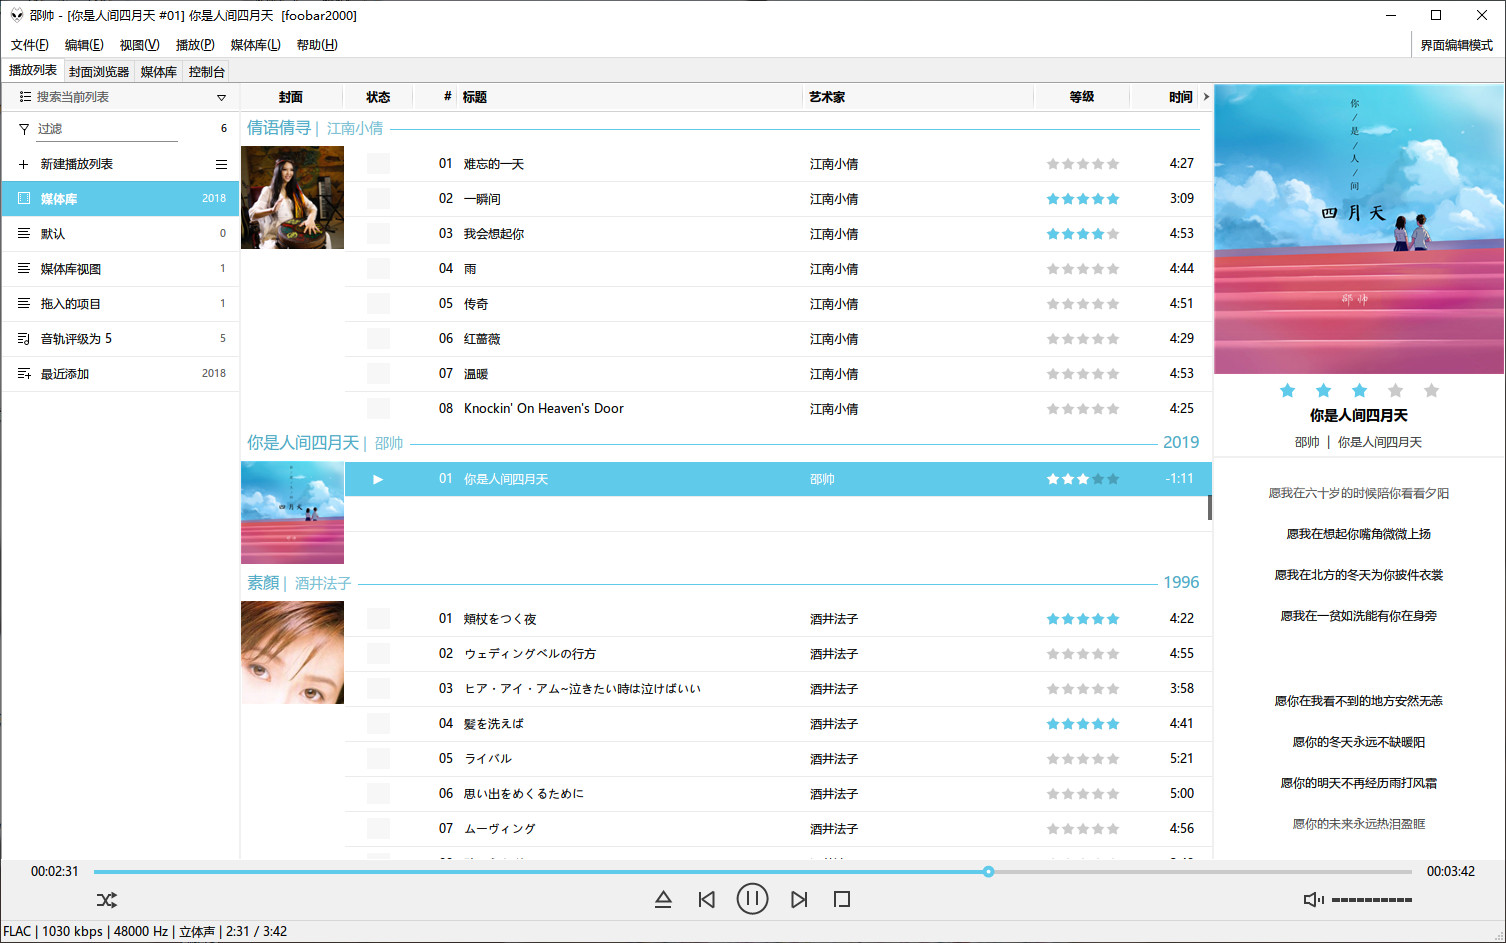 邵帅 - [你是人间四月天 #01] 你是人间四月天  [foobar2000]
文件(F) 编辑(E) 视图(V) 播放(P) 媒体库(L) 帮助(H) 界面编辑模式
播放列表 封面浏览器 媒体库 控制台
搜索当前列表
过滤 6
新建播放列表
媒体库 2018
默认 0
媒体库视图 1
拖入的项目 1
音轨评级为 5 5
最近添加 2018
封面 状态 # 标题 艺术家 等级 时间
倩语倩寻 | 江南小倩
01 难忘的一天 江南小倩 4:27
02 一瞬间 江南小倩 3:09
03 我会想起你 江南小倩 4:53
04 雨 江南小倩 4:44
05 传奇 江南小倩 4:51
06 红蔷薇 江南小倩 4:29
07 温暖 江南小倩 4:53
08 Knockin' On Heaven's Door 江南小倩 4:25
你是人间四月天 | 邵帅 2019
四月天
01 你是人间四月天 邵帅 -1:11
素顏 | 酒井法子 1996
01 頬杖をつく夜 酒井法子 4:22
02 ウェディングベルの行方 酒井法子 4:55
03 ヒア・アイ・アム~泣きたい時は泣けばいい 酒井法子 3:58
04 髪を洗えば 酒井法子 4:41
05 ライバル 酒井法子 5:21
06 思い出をめくるために 酒井法子 5:00
07 ムーヴィング 酒井法子 4:56
你/是/人/间
四月天
邵帅
你是人间四月天
邵帅 | 你是人间四月天
愿我在六十岁的时候陪你看看夕阳
愿我在想起你嘴角微微上扬
愿我在北方的冬天为你披件衣裳
愿我在一贫如洗能有你在身旁
愿你在我看不到的地方安然无恙
愿你的冬天永远不缺暖阳
愿你的明天不再经历雨打风霜
愿你的未来永远热泪盈眶
00:02:31 00:03:42
FLAC | 1030 kbps | 48000 Hz | 立体声 | 2:31 / 3:42